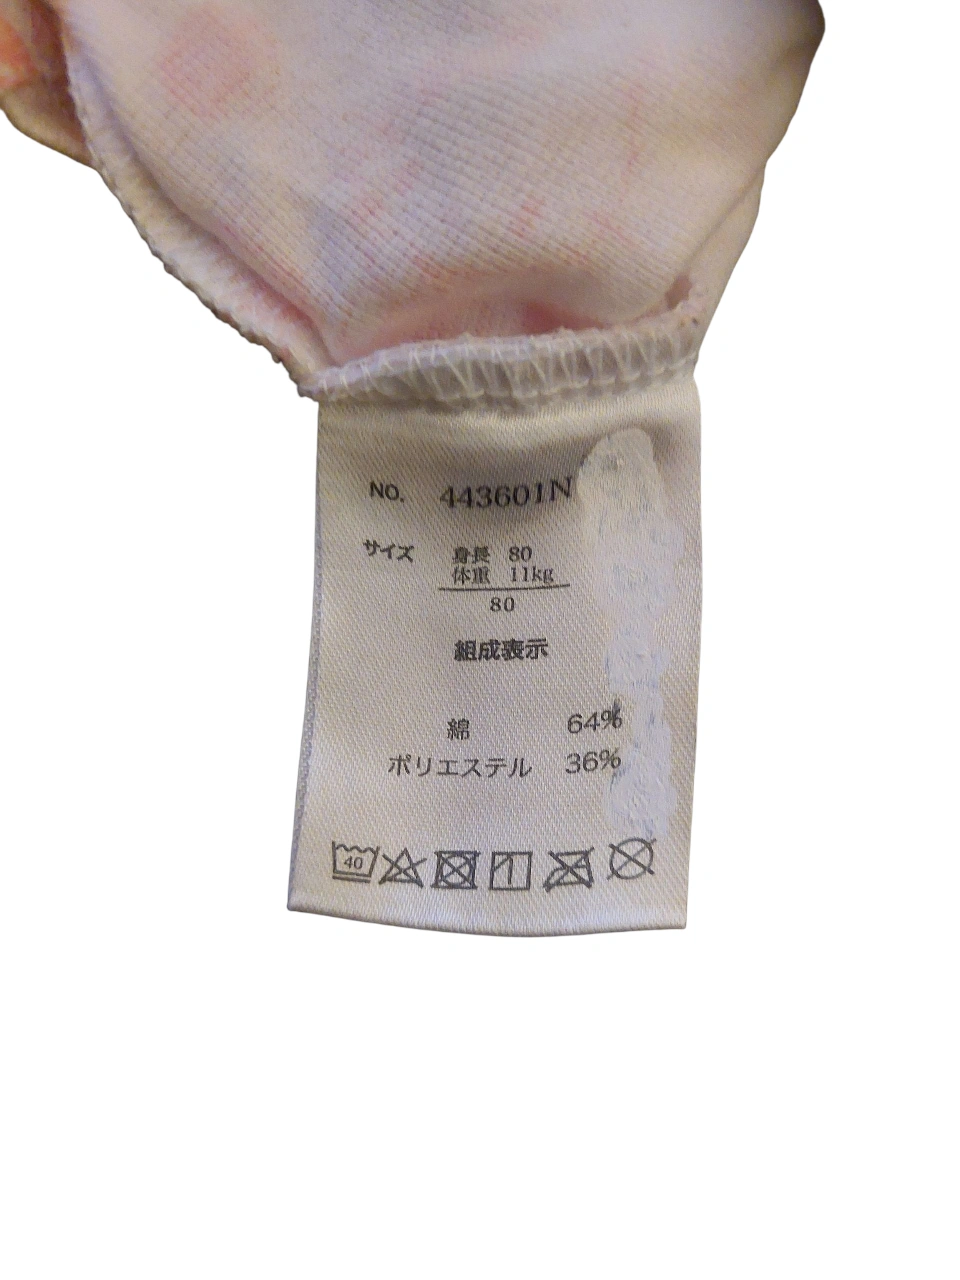 NO. 443601N
サイズ 身長 80
体重 11kg
80
組成表示
綿 64%
ポリエステル 36%
40